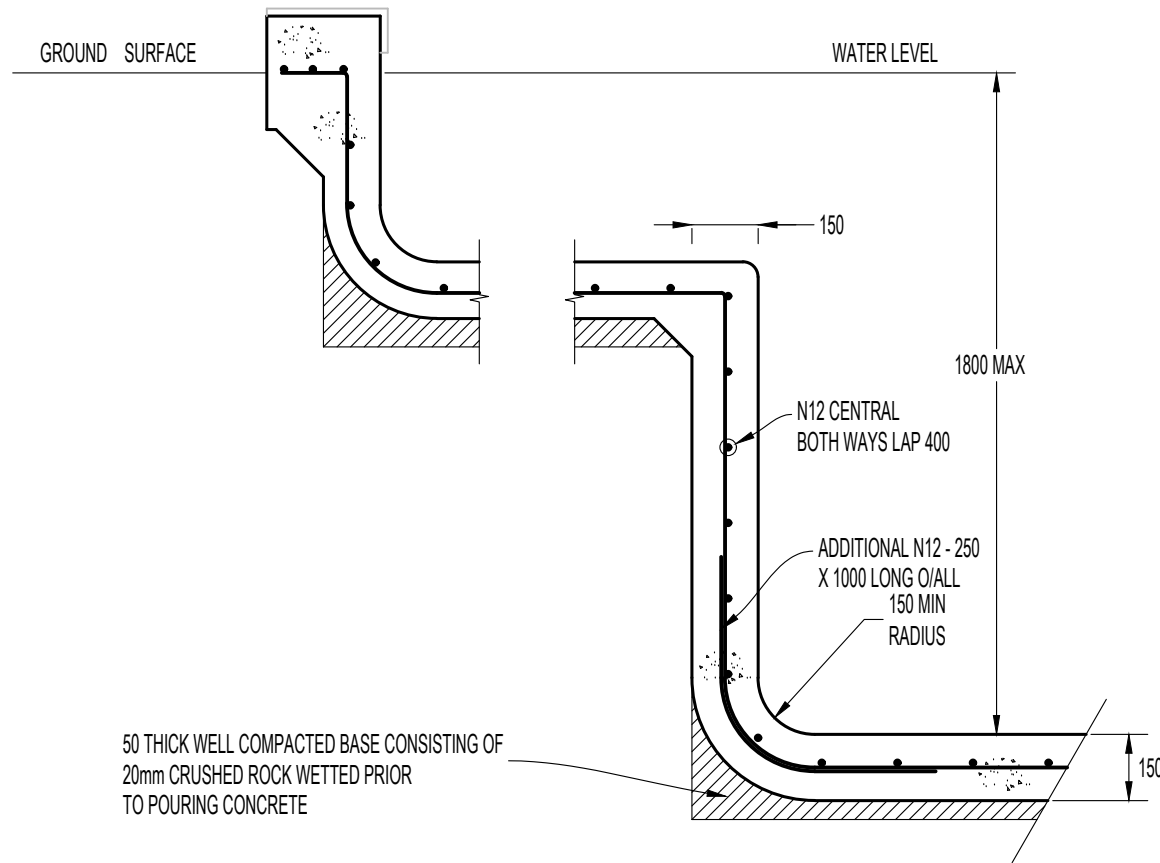 GROUND SURFACE
WATER LEVEL
150
1800 MAX
N12 CENTRAL
BOTH WAYS LAP 400
ADDITIONAL N12 - 250
X 1000 LONG O/ALL
150 MIN
RADIUS
50 THICK WELL COMPACTED BASE CONSISTING OF
20mm CRUSHED ROCK WETTED PRIOR
TO POURING CONCRETE
150